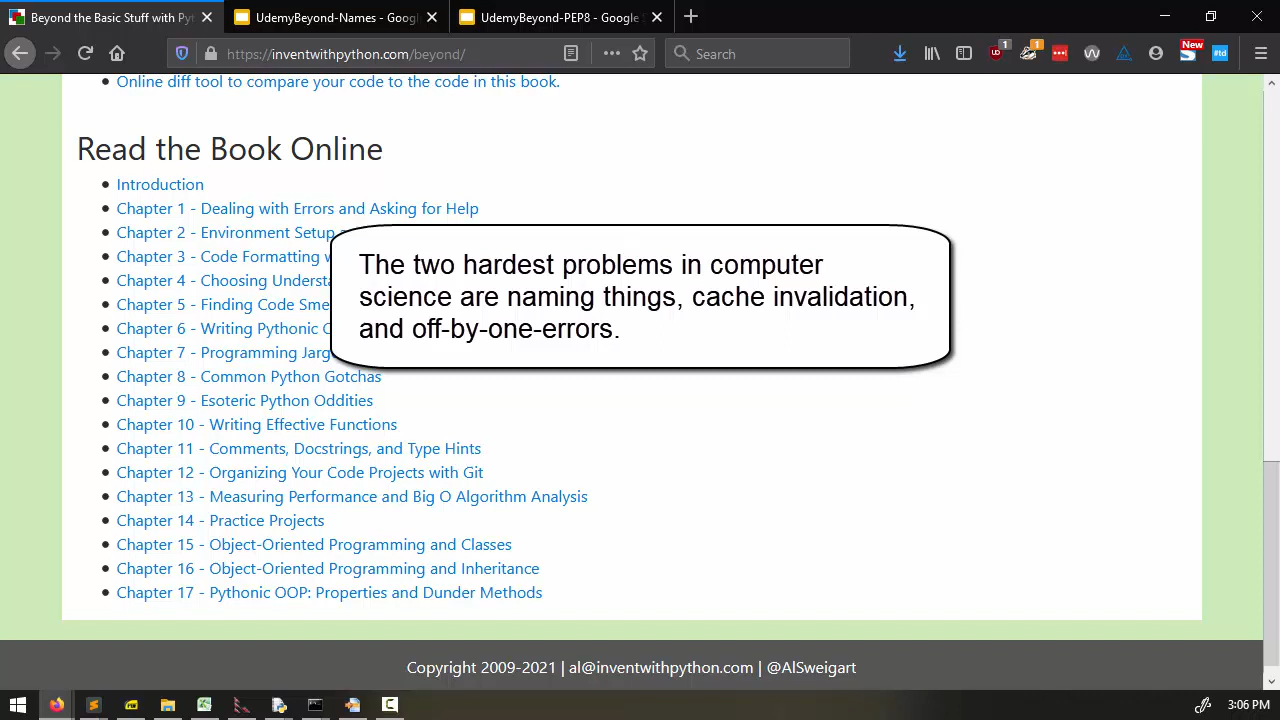 Beyond the Basic Stuff with Pyt
UdemyBeyond-Names - Googl
UdemyBeyond-PEP8 - Google S
https://inventwithpython.com/beyond/
Search
1
1
New
#td
Online diff tool to compare your code to the code in this book.
Read the Book Online
Introduction
Chapter 1 - Dealing with Errors and Asking for Help
Chapter 2 - Environment Setup
Chapter 3 - Code Formatting
Chapter 4 - Choosing Understa
Chapter 5 - Finding Code Sme
Chapter 6 - Writing Pythonic
Chapter 7 - Programming Jarg
Chapter 8 - Common Python Gotchas
Chapter 9 - Esoteric Python Oddities
Chapter 10 - Writing Effective Functions
Chapter 11 - Comments, Docstrings, and Type Hints
Chapter 12 - Organizing Your Code Projects with Git
Chapter 13 - Measuring Performance and Big O Algorithm Analysis
Chapter 14 - Practice Projects
Chapter 15 - Object-Oriented Programming and Classes
Chapter 16 - Object-Oriented Programming and Inheritance
Chapter 17 - Pythonic OOP: Properties and Dunder Methods
The two hardest problems in computer
science are naming things, cache invalidation,
and off-by-one-errors.
Copyright 2009-2021 | al@inventwithpython.com | @AlSweigart
3:06 PM